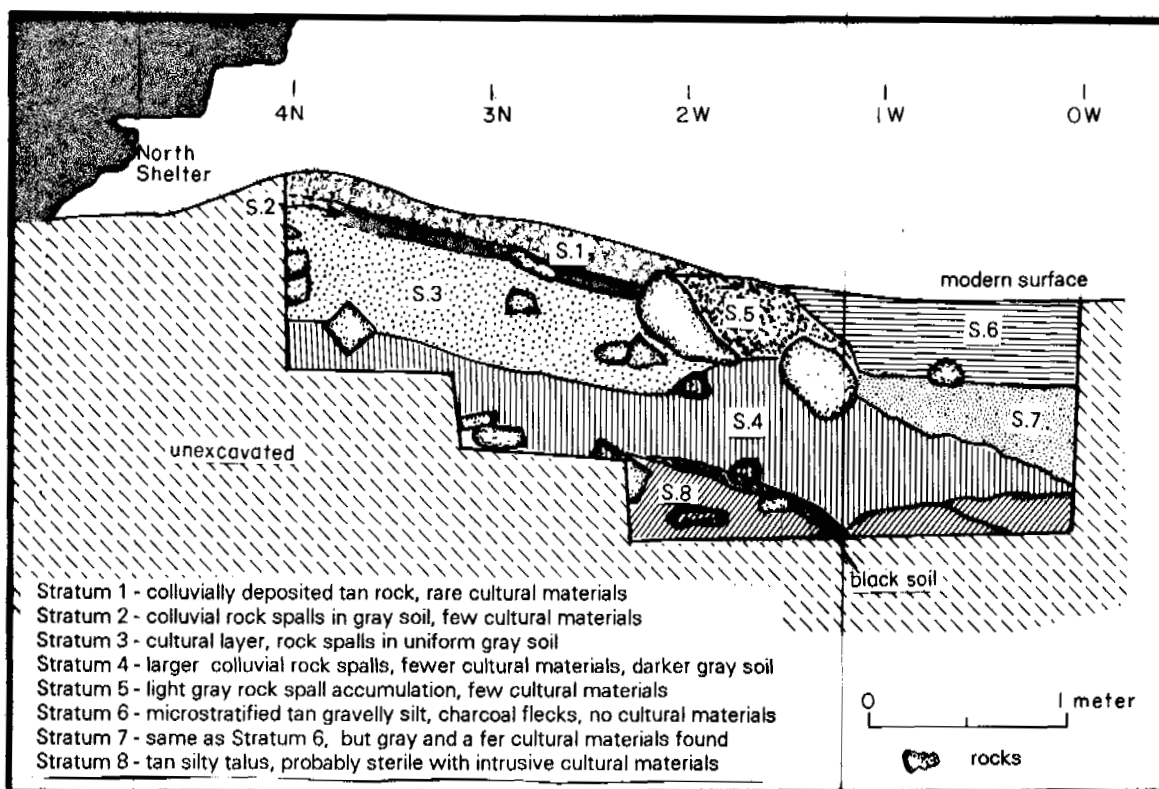 4N 3N 2W 1W 0W
North
Shelter
S.2
S.1
modern surface
S.3
S.5
S.6
S.4
S.7.
unexcavated
S.8
black soil
Stratum 1 - colluvially deposited tan rock, rare cultural materials
Stratum 2 - colluvial rock spalls in gray soil, few cultural materials
Stratum 3 - cultural layer, rock spalls in uniform gray soil
Stratum 4 - larger colluvial rock spalls, fewer cultural materials, darker gray soil
Stratum 5 - light gray rock spall accumulation, few cultural materials
Stratum 6 - microstratified tan gravelly silt, charcoal flecks, no cultural materials
Stratum 7 - same as Stratum 6, but gray and a fer cultural materials found
Stratum 8 - tan silty talus, probably sterile with intrusive cultural materials
0 1 meter
rocks